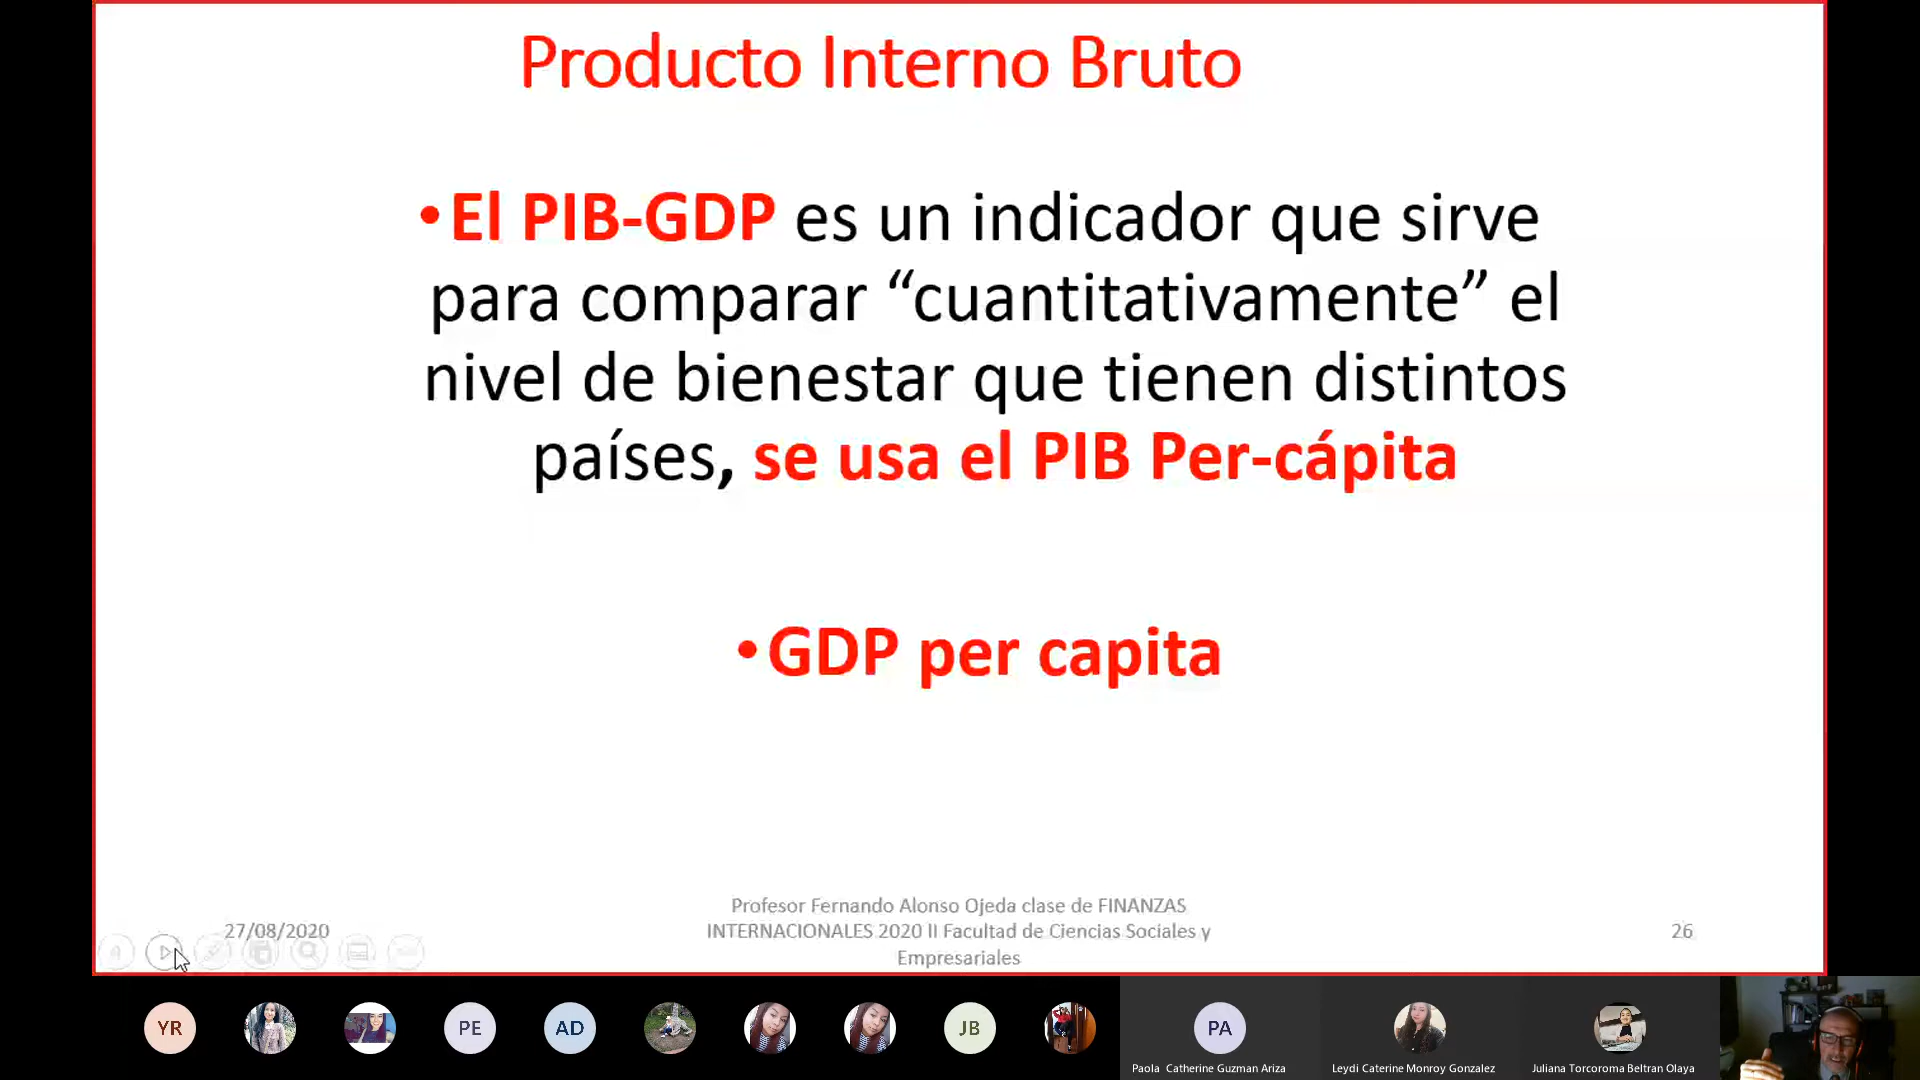 Producto Interno Bruto
•El PIB-GDP es un indicador que sirve
para comparar “cuantitativamente” el
nivel de bienestar que tienen distintos
países, se usa el PIB Per-cápita
•GDP per capita
27/08/2020
Profesor Fernando Alonso Ojeda clase de FINANZAS
INTERNACIONALES 2020 II Facultad de Ciencias Sociales y
Empresariales
26
YR
PE
AD
JB
PA
Paola Catherine Guzman Ariza
Leydi Caterine Monroy Gonzalez
Juliana Torcoroma Beltran Olaya